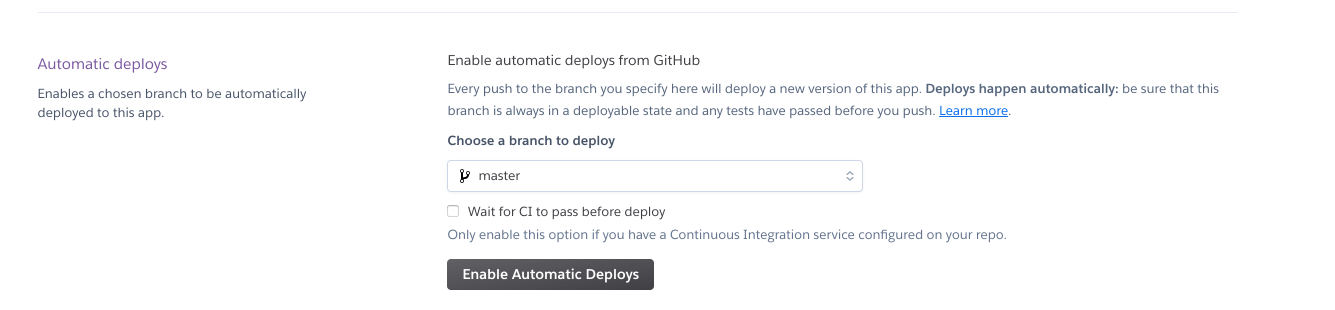 Automatic deploys
Enables a chosen branch to be automatically
deployed to this app.
Enable automatic deploys from GitHub
Every push to the branch you specify here will deploy a new version of this app. Deploys happen automatically: be sure that this
branch is always in a deployable state and any tests have passed before you push. Learn more.
Choose a branch to deploy
master
Wait for CI to pass before deploy
Only enable this option if you have a Continuous Integration service configured on your repo.
Enable Automatic Deploys